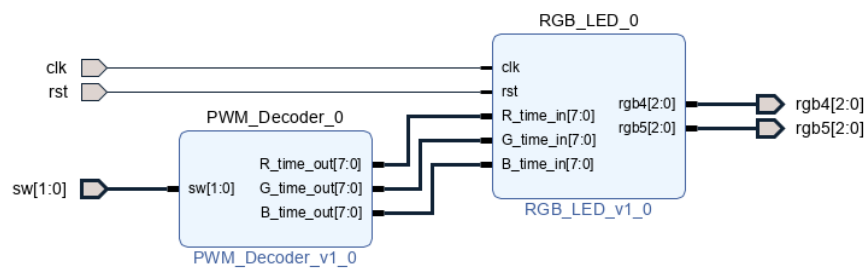 RGB_LED_0
clk
rst
clk
rst
R_time_in[7:0]
G_time_in[7:0]
B_time_in[7:0]
rgb4[2:0]
rgb5[2:0]
rgb4[2:0]
rgb5[2:0]
RGB_LED_v1_0
PWM_Decoder_0
sw[1:0]
sw[1:0]
R_time_out[7:0]
G_time_out[7:0]
B_time_out[7:0]
PWM_Decoder_v1_0